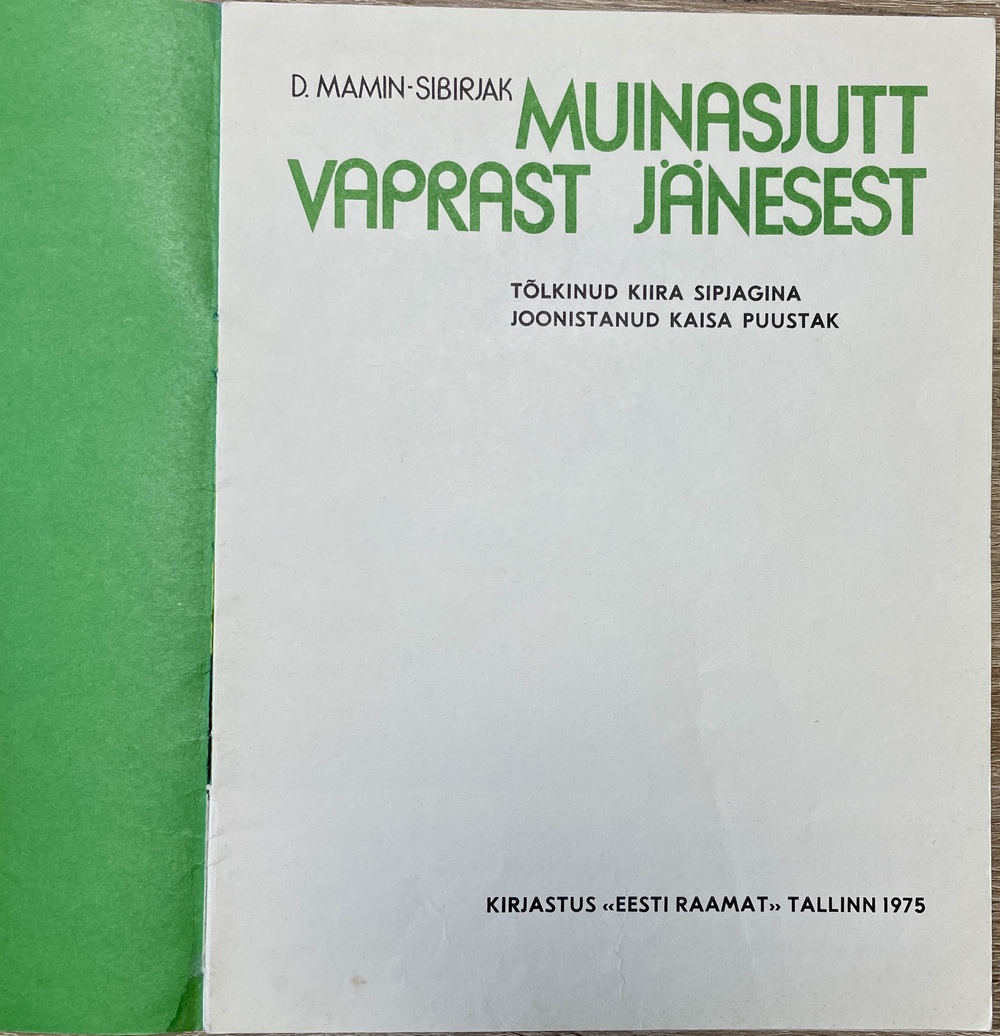 D. MAMIN-SIBIRJAK MUINASJUTT
VAPRAST JÄNESEST
TÕLKINUD KIIRA SIPJAGINA
JOONISTANUD KAISA PUUSTAK
KIRJASTUS «EESTI RAAMAT» TALLINN 1975